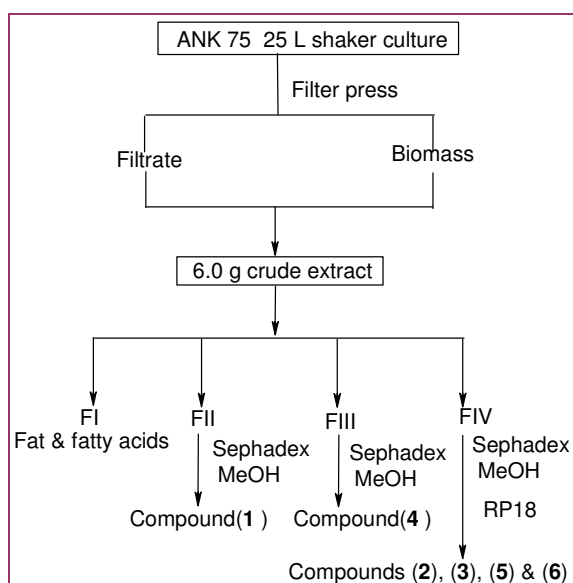 ANK 75 25 L shaker culture
Filter press
Filtrate
Biomass
6.0 g crude extract
FI
Fat & fatty acids
FII
Sephadex
MeOH
Compound(1 )
FIII
Sephadex
MeOH
Compound(4 )
FIV
Sephadex
MeOH
RP18
Compounds (2), (3), (5) & (6)